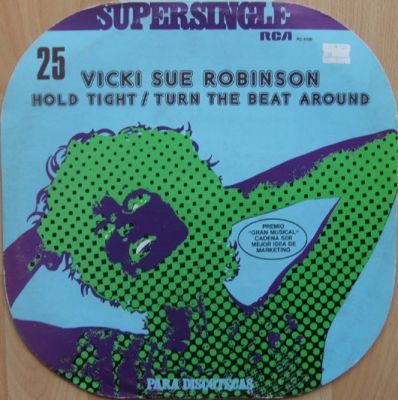 SUPERSINGLE
RCA
25
VICKI SUE ROBINSON
HOLD TIGHT / TURN THE BEAT AROUND
PREMIO
"GRAN MUSICAL"
CADENA SER
MEJOR IDEA DE
MARKETING
PARA DISCOTECAS